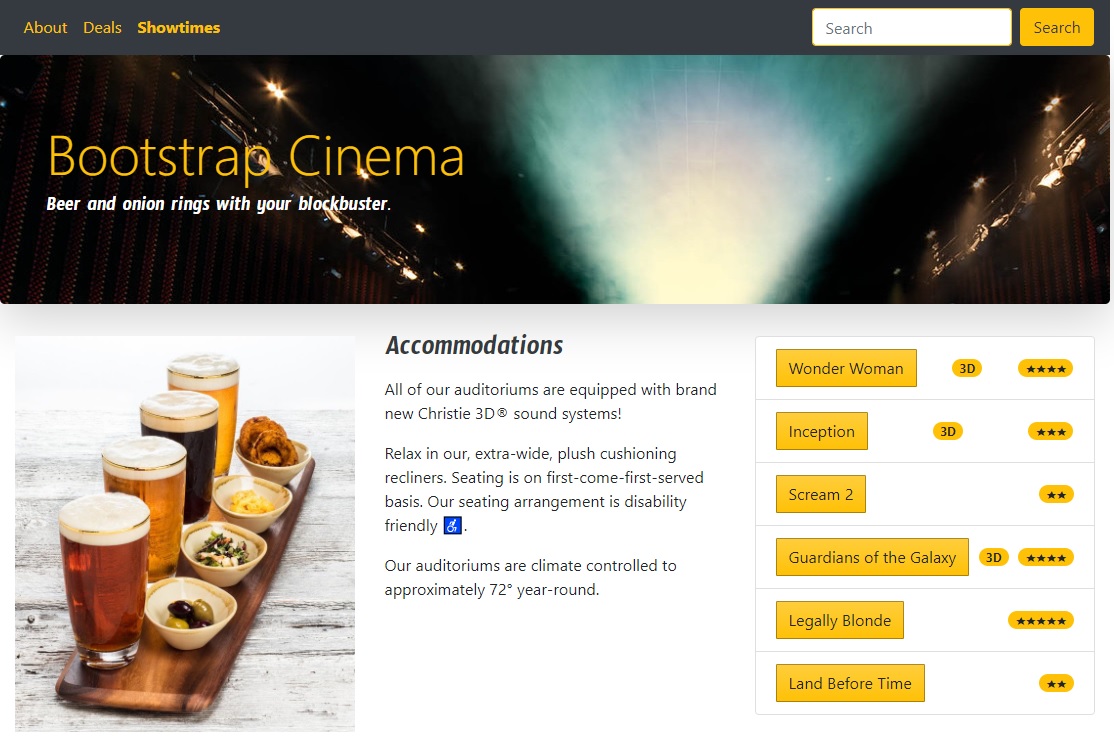 About Deals Showtimes Search Search
Bootstrap Cinema
Beer and onion rings with your blockbuster.
Accommodations
All of our auditoriums are equipped with brand
new Christie 3D® sound systems!
Relax in our, extra-wide, plush cushioning
recliners. Seating is on first-come-first-served
basis. Our seating arrangement is disability
friendly ♿.
Our auditoriums are climate controlled to
approximately 72° year-round.
Wonder Woman 3D ★★★★
Inception 3D ★★★
Scream 2 ★★
Guardians of the Galaxy 3D ★★★★
Legally Blonde ★★★★★
Land Before Time ★★